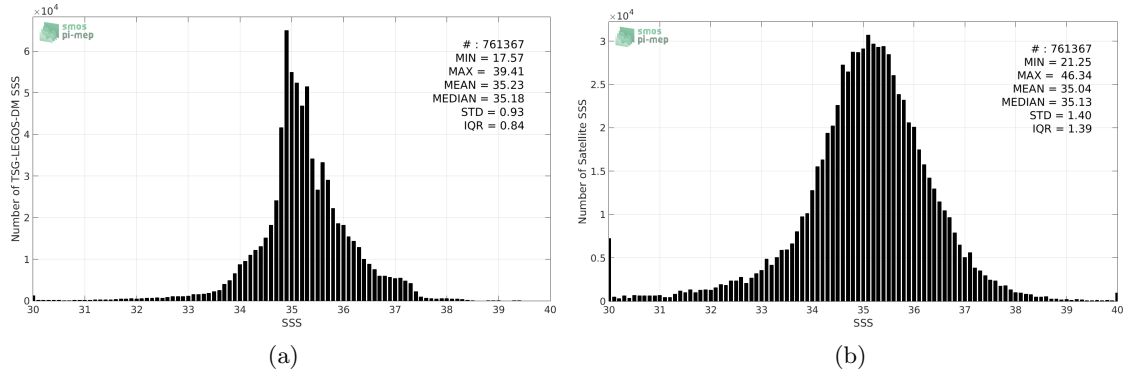 smos
pi-mep
×10⁴
# : 761367
MIN = 17.57
MAX = 39.41
MEAN = 35.23
MEDIAN = 35.18
STD = 0.93
IQR = 0.84
Number of TSG-LEGOS-DM SSS
6
5
4
3
2
1
0
30 31 32 33 34 35 36 37 38 39 40
SSS
(a)
smos
pi-mep
×10⁴
# : 761367
MIN = 21.25
MAX = 46.34
MEAN = 35.04
MEDIAN = 35.13
STD = 1.40
IQR = 1.39
Number of Satellite SSS
3
2.5
2
1.5
1
0.5
0
30 31 32 33 34 35 36 37 38 39 40
SSS
(b)